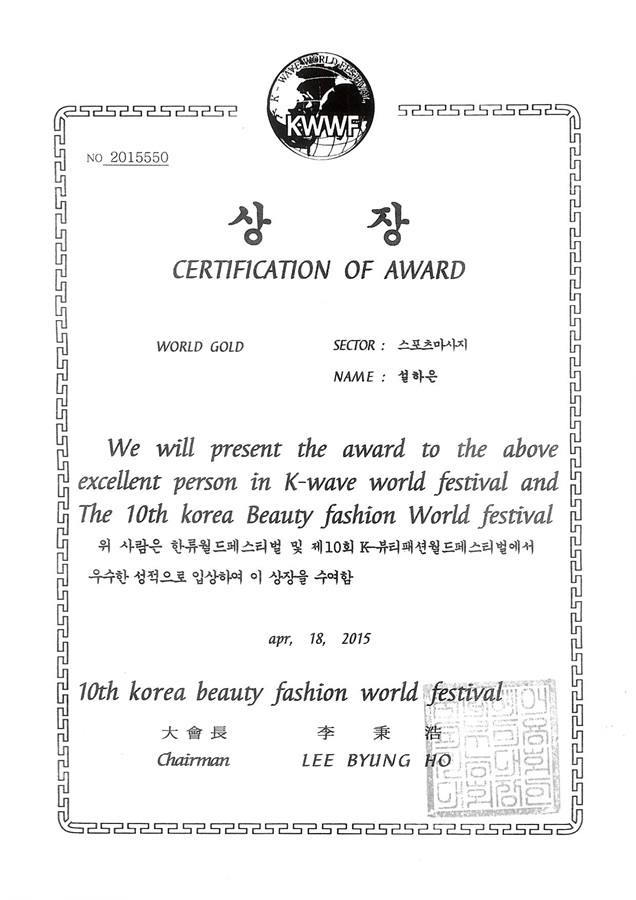 K - WAVE WORLD FESTIVAL
KWWF
NO 2015550
상 장
CERTIFICATION OF AWARD
WORLD GOLD
SECTOR : 스포츠마사지
NAME : 설하은
We will present the award to the above
excellent person in K-wave world festival and
The 10th korea Beauty fashion World festival
위 사람은 한류월드페스티벌 및 제10회 K-뷰티패션월드페스티벌에서
우수한 성적으로 입상하여 이 상장을 수여함
apr, 18, 2015
10th korea beauty fashion world festival
大會長 李秉浩
Chairman LEE BYUNG HO